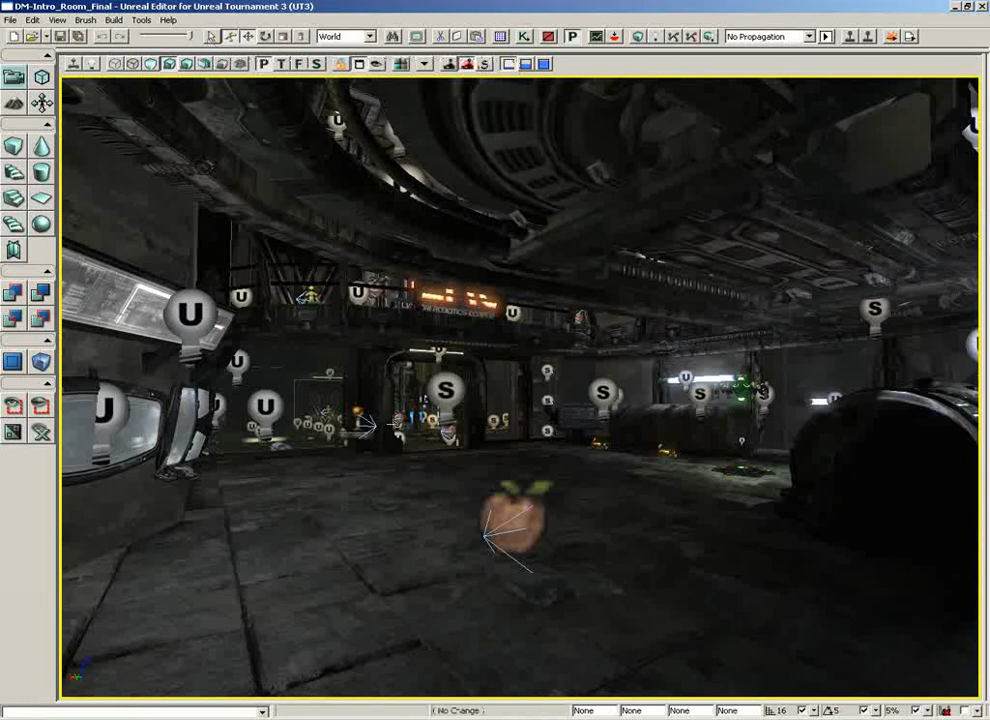 DM-Intro_Room_Final - Unreal Editor for Unreal Tournament 3 (UT3)
File Edit View Brush Build Tools Help
World No Propagation
P T F S
U
U
U
U
U
S
U
U
S
S
U
S
J
(No Change) None None None None 16 5 5%